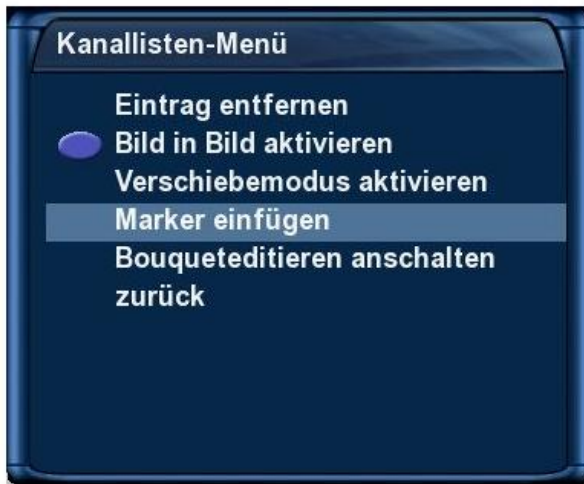 Kanallisten-Menü
Eintrag entfernen
Bild in Bild aktivieren
Verschiebemodus aktivieren
Marker einfügen
Bouqueteditieren anschalten
zurück